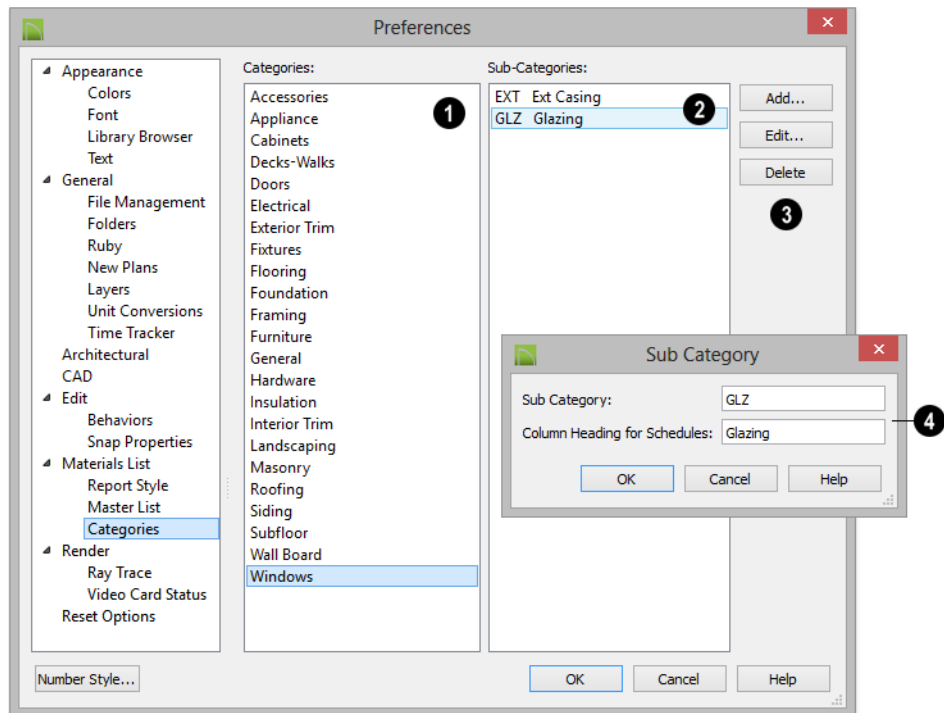 Preferences
Appearance
Colors
Font
Library Browser
Text
General
File Management
Folders
Ruby
New Plans
Layers
Unit Conversions
Time Tracker
Architectural
CAD
Edit
Behaviors
Snap Properties
Materials List
Report Style
Master List
Categories
Render
Ray Trace
Video Card Status
Reset Options
Categories:
Accessories
Appliance
Cabinets
Decks-Walks
Doors
Electrical
Exterior Trim
Fixtures
Flooring
Foundation
Framing
Furniture
General
Hardware
Insulation
Interior Trim
Landscaping
Masonry
Roofing
Siding
Subfloor
Wall Board
Windows
1
Sub-Categories:
EXT Ext Casing
GLZ Glazing
2
Add...
Edit...
Delete
3
Sub Category
Sub Category: GLZ
Column Heading for Schedules: Glazing
4
OK Cancel Help
Number Style... OK Cancel Help